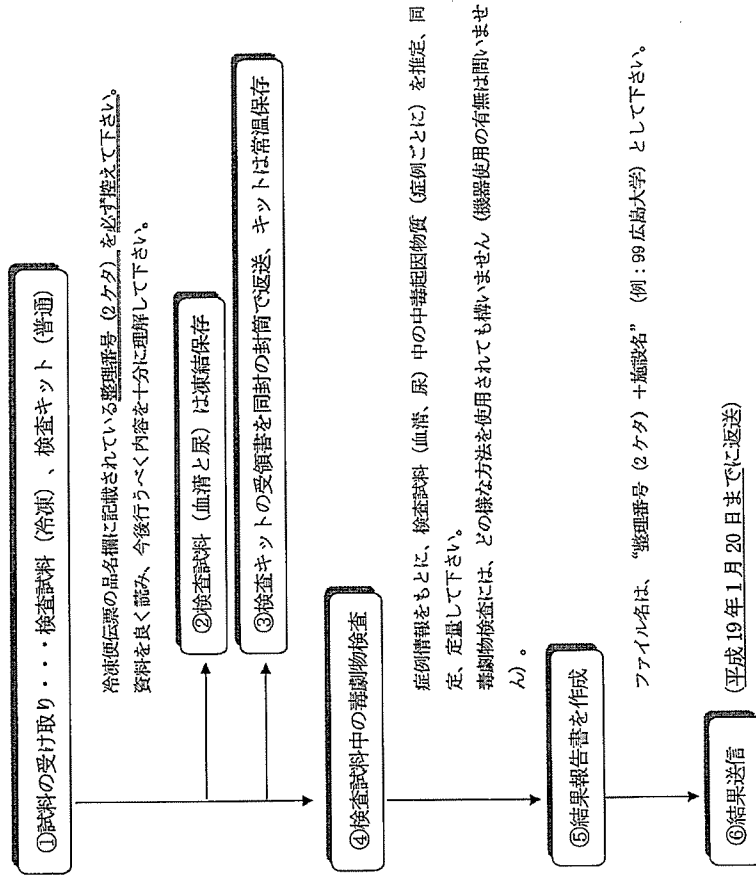 ①試料の受け取り・・・検査試料（冷凍）、検査キット（普通）
冷凍便伝票の品名欄に記載されている整理番号（2ケタ）を必ず控えて下さい。
資料を良く読み、今後行うべく内容を十分に理解して下さい。
②検査試料（血清と尿）は凍結保存
③検査キットの受領書を同封の封筒で返送、キットは常温保存
④検査試料中の毒劇物検査
症例情報をもとに、検査試料（血清、尿）中の中毒起因物質（症例ごとに）を推定、同
定、定量して下さい。
毒劇物検査には、どの様な方法を使用されても構いません（機器使用の有無は問いませ
ん）。
⑤結果報告書を作成
ファイル名は、“整理番号（2ケタ）＋施設名”（例：99 広島大学）として下さい。
⑥結果送信
（平成 19 年 1 月 20 日までに返送）